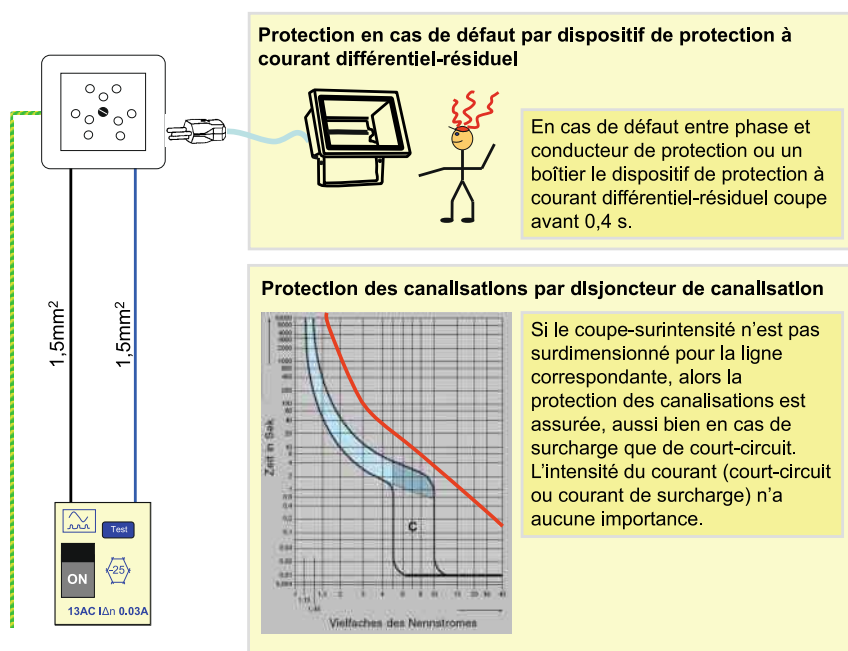 Protection en cas de défaut par dispositif de protection à
courant différentiel-résiduel
En cas de défaut entre phase et
conducteur de protection ou un
boîtier le dispositif de protection à
courant différentiel-résiduel coupe
avant 0,4 s.
1,5mm²
1,5mm²
Test
ON
-25
13AC I∆n 0.03A
Protection des canalisations par disjoncteur de canalisation
Zeit in Sek
C
Vielfaches des Nennstromes
Si le coupe-surintensité n'est pas
surdimensionné pour la ligne
correspondante, alors la
protection des canalisations est
assurée, aussi bien en cas de
surcharge que de court-circuit.
L'intensité du courant (court-circuit
ou courant de surcharge) n'a
aucune importance.